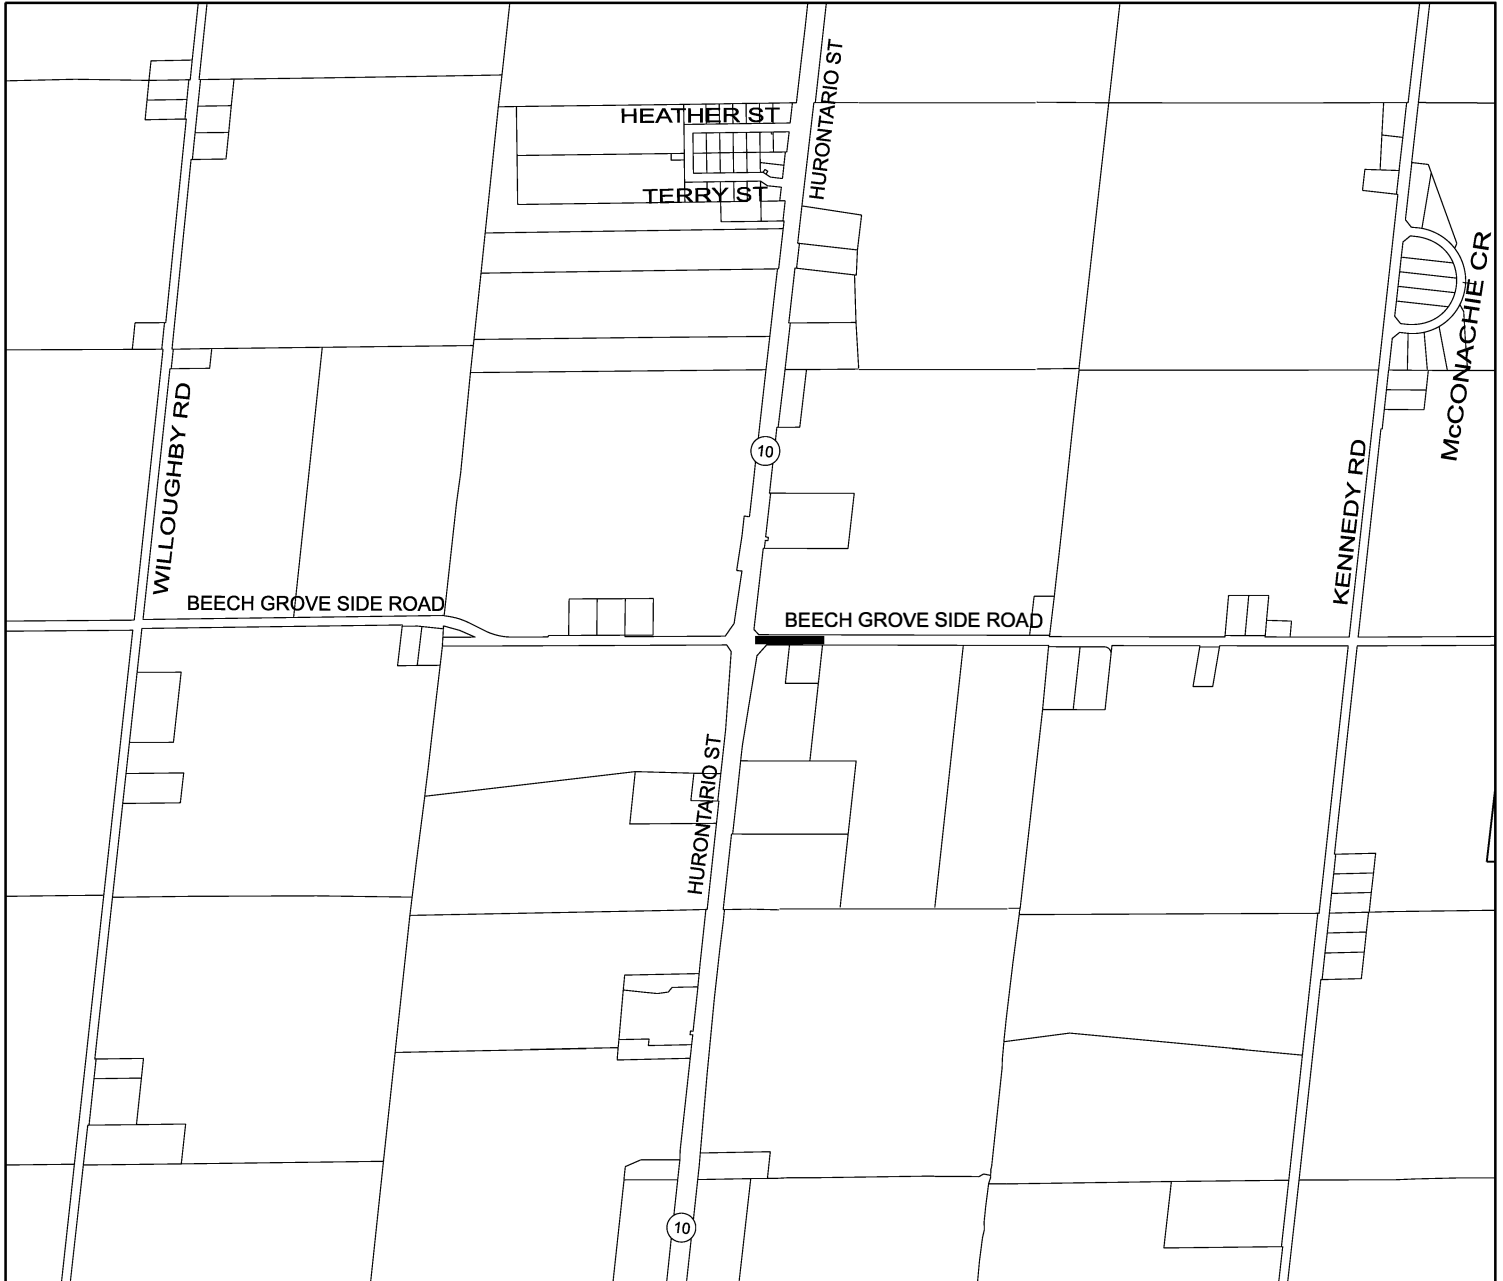 HEATHER ST
HURONTARIO ST
TERRY ST
McCONACHIE CR
WILLOUGHBY RD
10
KENNEDY RD
BEECH GROVE SIDE ROAD
BEECH GROVE SIDE ROAD
HURONTARIO ST
10